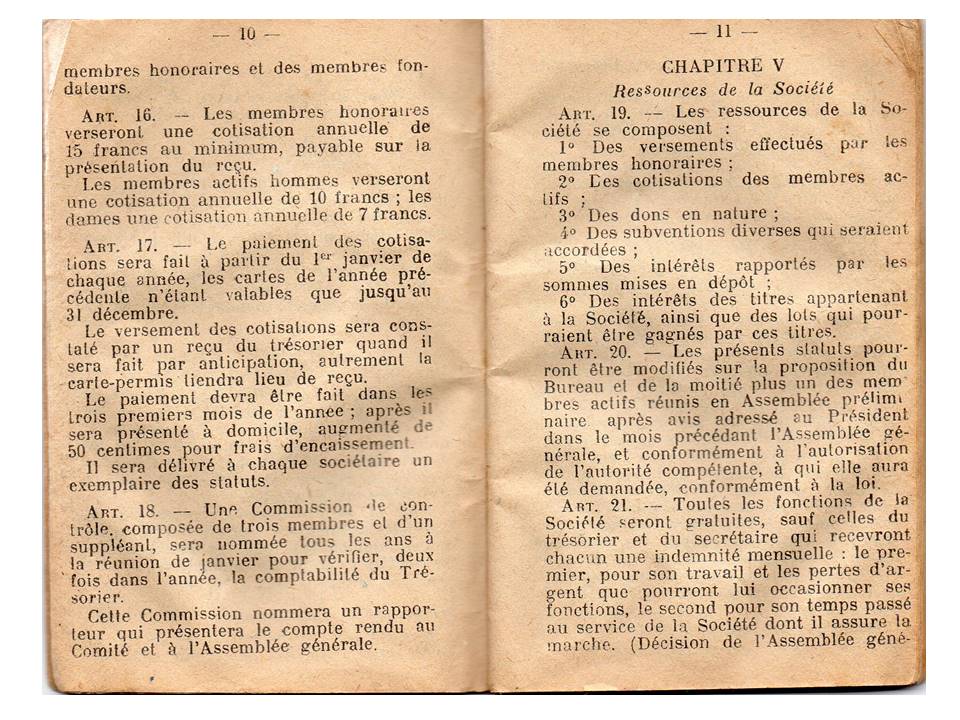 — 10 —
membres honoraires et des membres fon-
dateurs.
ART. 16. — Les membres honoraires
verseront une cotisation annuelle de
15 francs au minimum, payable sur la
présentation du reçu.
Les membres actifs hommes verseront
une cotisation annuelle de 10 francs ; les
dames une cotisation annuelle de 7 francs.
ART. 17. — Le paiement des cotisa-
tions sera fait à partir du 1er janvier de
chaque année, les cartes de l'année pré-
cédente n'étant valables que jusqu'au
31 décembre.
Le versement des cotisations sera cons-
taté par un reçu du trésorier quand il
sera fait par anticipation, autrement la
carte-permis tiendra lieu de reçu.
Le paiement devra être fait dans les
trois premiers mois de l'annee ; après il
sera présenté à domicile, augmenté de
50 centimes pour frais d'encaissement.
Il sera délivré à chaque sociétaire un
exemplaire des statuts.
ART. 18. — Une Commission de con-
trôle, composée de trois membres et d'un
suppléant, sera nommée tous les ans à
la réunion de janvier pour vérifier, deux
fois dans l'année, la comptabilité du Tré-
sorier.
Cette Commission nommera un rappor-
teur qui présentera le compte rendu au
Comité et à l'Assemblée générale.
— 11 —
CHAPITRE V
Ressources de la Société
ART. 19. — Les ressources de la So-
ciété se composent :
1º Des versements effectués par les
membres honoraires ;
2º Des cotisations des membres ac-
tifs ;
3º Des dons en nature ;
4º Des subventions diverses qui seraient
accordées ;
5º Des intérêts rapportés par les
sommes mises en dépôt ;
6º Des intérêts des titres appartenant
à la Société, ainsi que des lots qui pour-
raient être gagnés par ces titres.
ART. 20. — Les présents statuts pour-
ront être modifiés sur la proposition du
Bureau et de la moitié plus un des mem
bres actifs réunis en Assemblée prélimi
naire après avis adressé au Président
dans le mois précédant l'Assemblée gé-
nérale, et conformément à l'autorisation
de l'autorité compétente, à qui elle aura
été demandée, conformément à la loi.
ART. 21. — Toutes les fonctions de la
Société seront gratuites, sauf celles du
trésorier et du secrétaire qui recevront
chacun une indemnité mensuelle : le pre-
mier, pour son travail et les pertes d'ar-
gent que pourront lui occasionner ses
fonctions, le second pour son temps passé
au service de la Société dont il assure la
marche. (Décision de l'Assemblée géné-